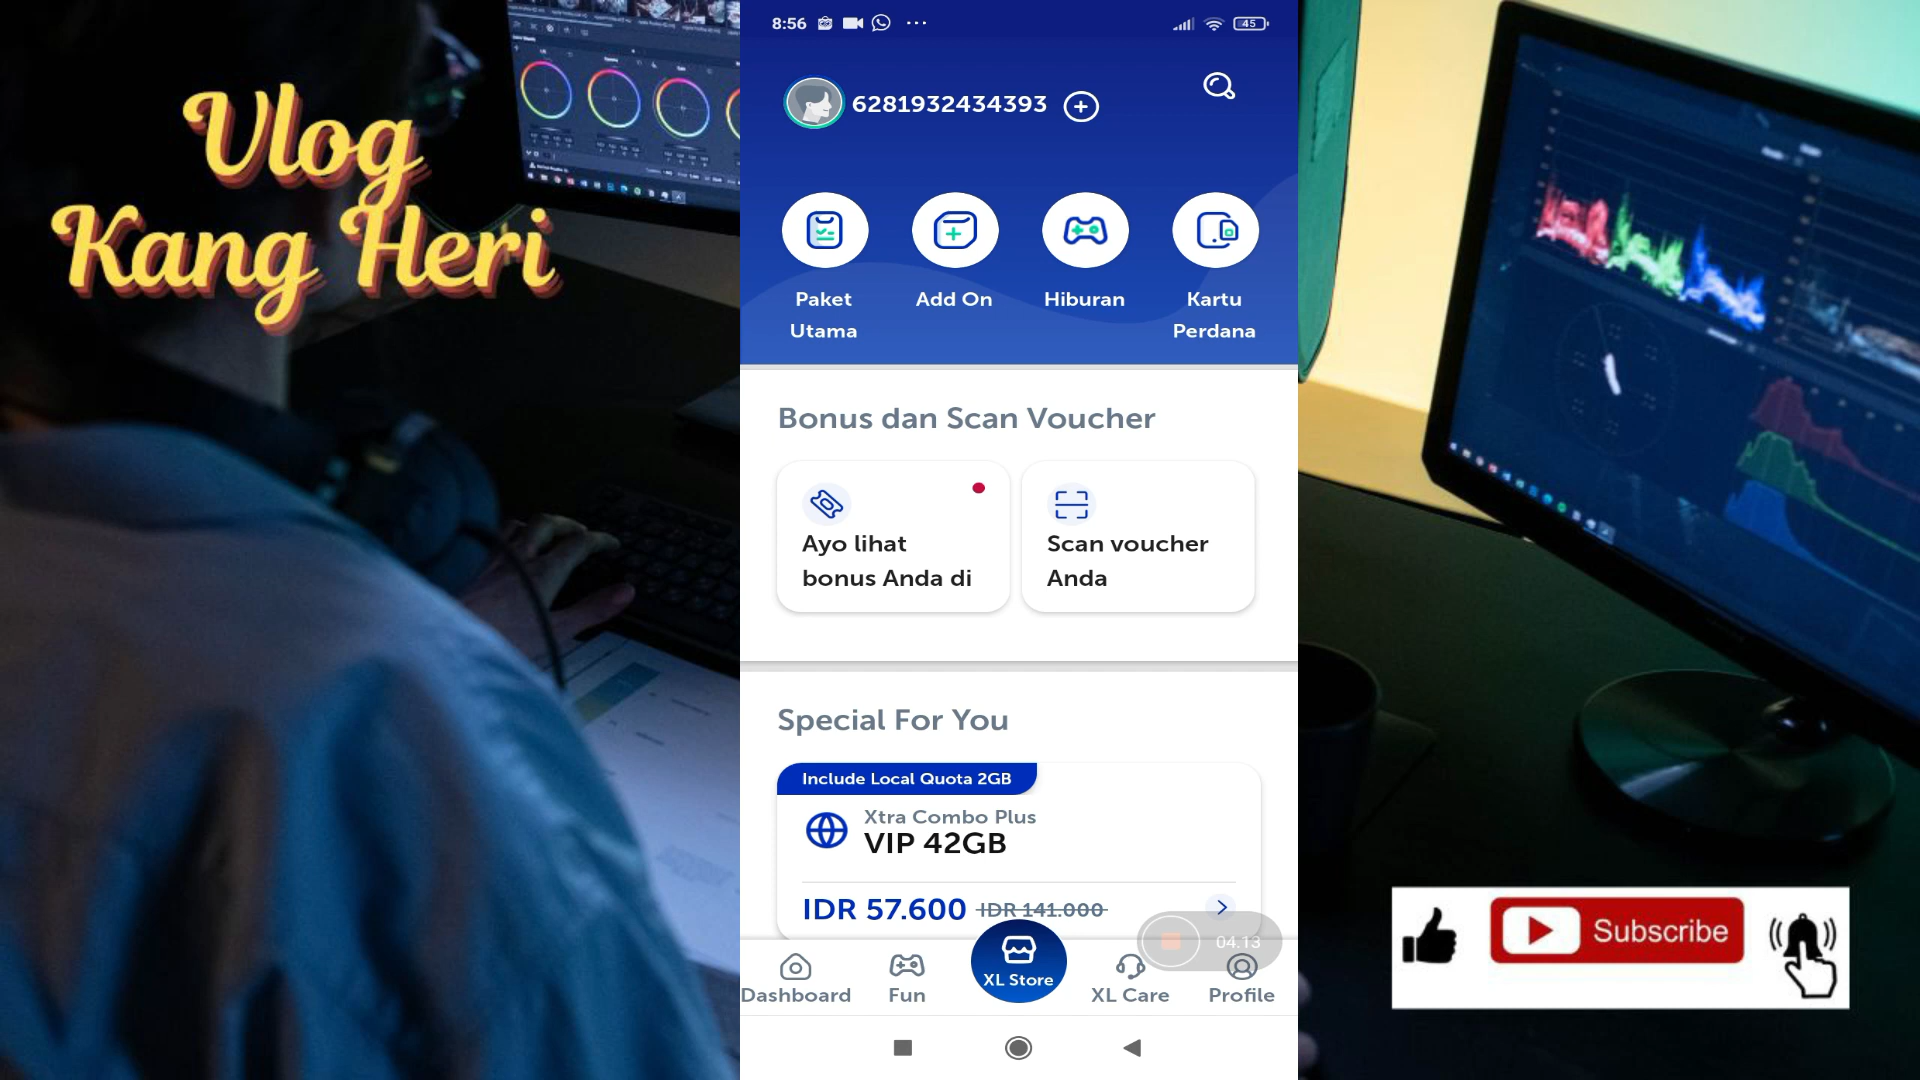 Vlog
Kang Heri
8:56
45
6281932434393
Paket
Utama
Add On
Hiburan
Kartu
Perdana
Bonus dan Scan Voucher
Ayo lihat
bonus Anda di
Scan voucher
Anda
Special For You
Include Local Quota 2GB
Xtra Combo Plus
VIP 42GB
IDR 57.600 IDR 141.000
04.13
Dashboard
Fun
XL Store
XL Care
Profile
Subscribe